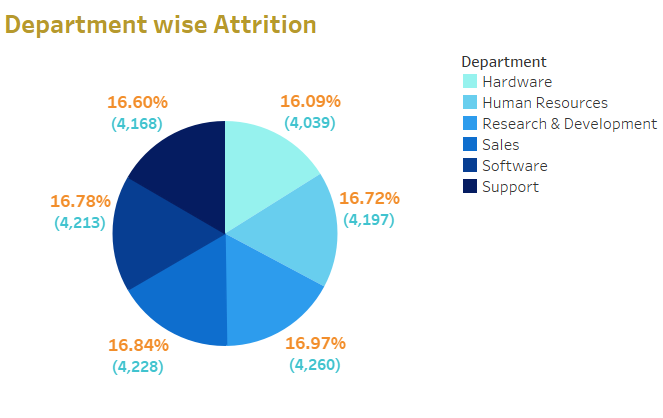 Department wise Attrition
Department
Hardware
Human Resources
Research & Development
Sales
Software
Support
16.60%
(4,168)
16.09%
(4,039)
16.78%
(4,213)
16.72%
(4,197)
16.84%
(4,228)
16.97%
(4,260)